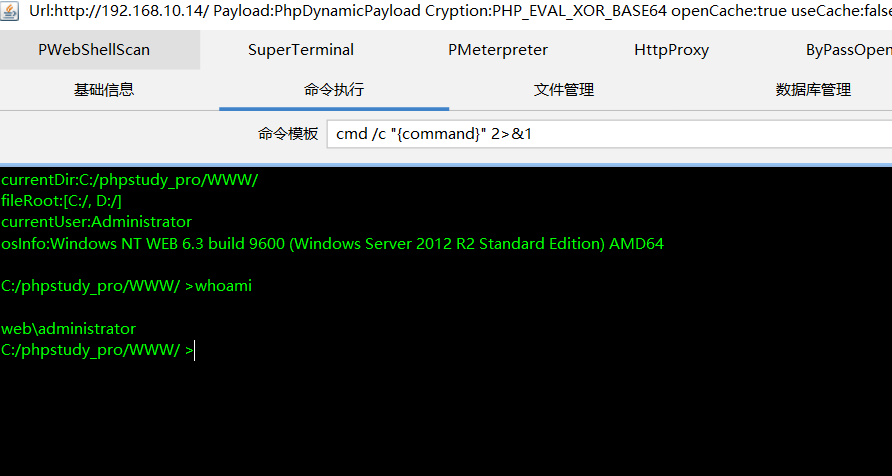 Url:http://192.168.10.14/ Payload:PhpDynamicPayload Cryption:PHP_EVAL_XOR_BASE64 openCache:true useCache:false
PWebShellScan SuperTerminal PMeterpreter HttpProxy ByPassOpen
基础信息 命令执行 文件管理 数据库管理
命令模板 cmd /c "{command}" 2>&1
currentDir:C:/phpstudy_pro/WWW/
fileRoot:[C:/, D:/]
currentUser:Administrator
osInfo:Windows NT WEB 6.3 build 9600 (Windows Server 2012 R2 Standard Edition) AMD64
C:/phpstudy_pro/WWW/ >whoami
web\administrator
C:/phpstudy_pro/WWW/ >